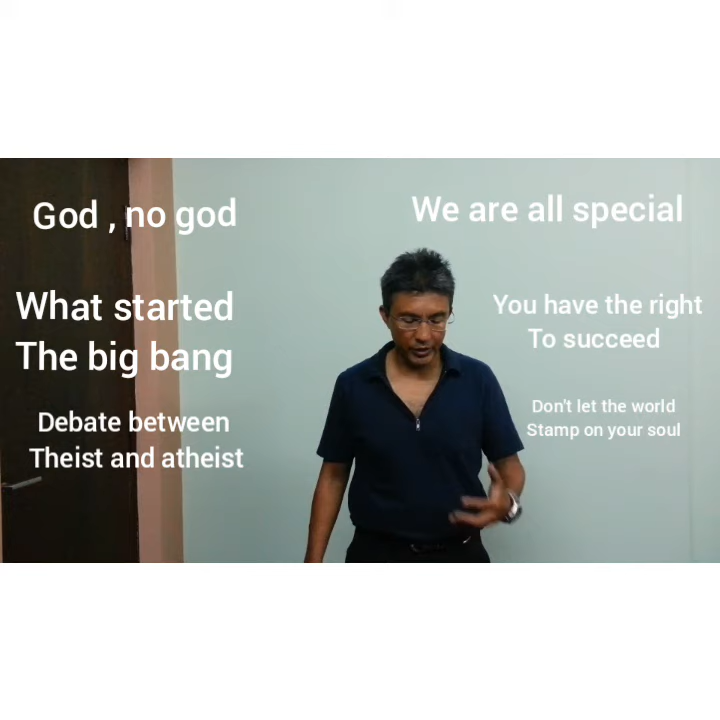 God , no god
What started
The big bang
Debate between
Theist and atheist
We are all special
You have the right
To succeed
Don't let the world
Stamp on your soul